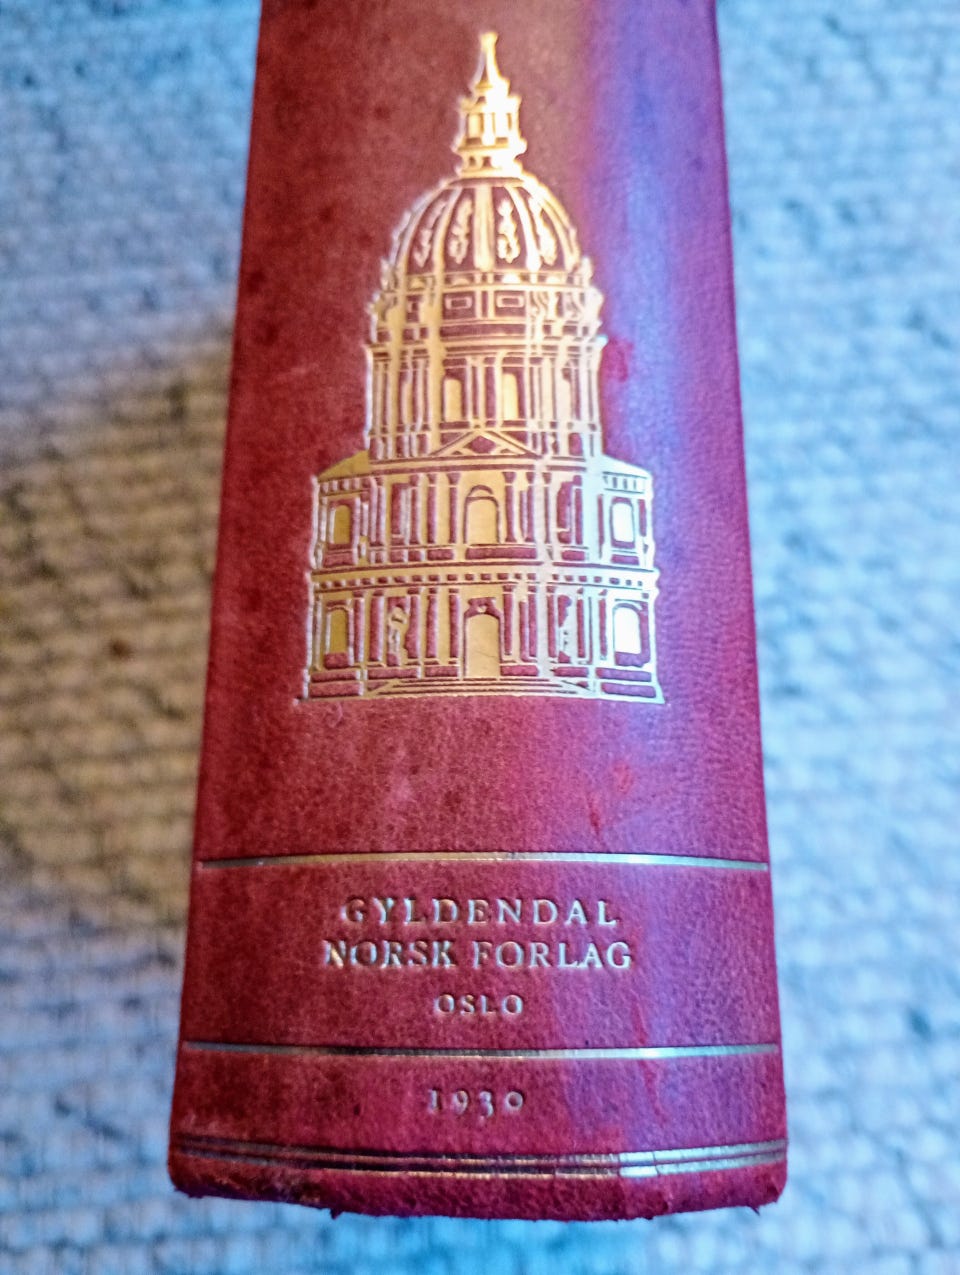 GYLDENDAL
NORSK FORLAG
OSLO
1930